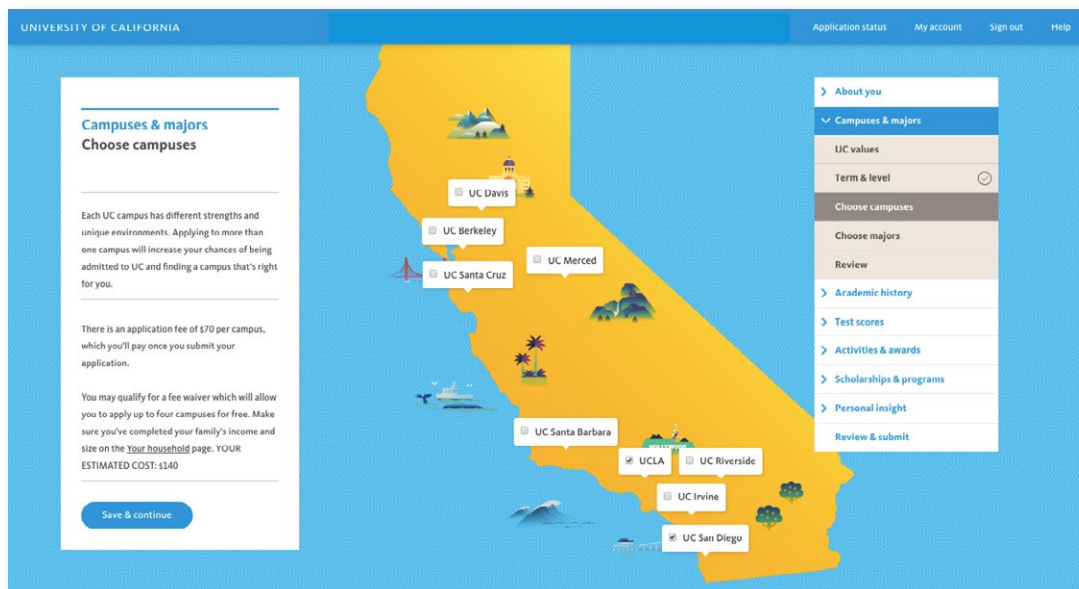 UNIVERSITY OF CALIFORNIA
Application status
My account
Sign out
Help
Campuses & majors
Choose campuses
Each UC campus has different strengths and
unique environments. Applying to more than
one campus will increase your chances of being
admitted to UC and finding a campus that's right
for you.
There is an application fee of $70 per campus,
which you'll pay once you submit your
application.
You may qualify for a fee waiver which will allow
you to apply up to four campuses for free. Make
sure you've completed your family's income and
size on the Your household page. YOUR
ESTIMATED COST: $140
Save & continue
UC Davis
UC Berkeley
UC Merced
UC Santa Cruz
UC Santa Barbara
UCLA
UC Riverside
UC Irvine
UC San Diego
About you
Campuses & majors
UC values
Term & level
Choose campuses
Choose majors
Review
Academic history
Test scores
Activities & awards
Scholarships & programs
Personal insight
Review & submit